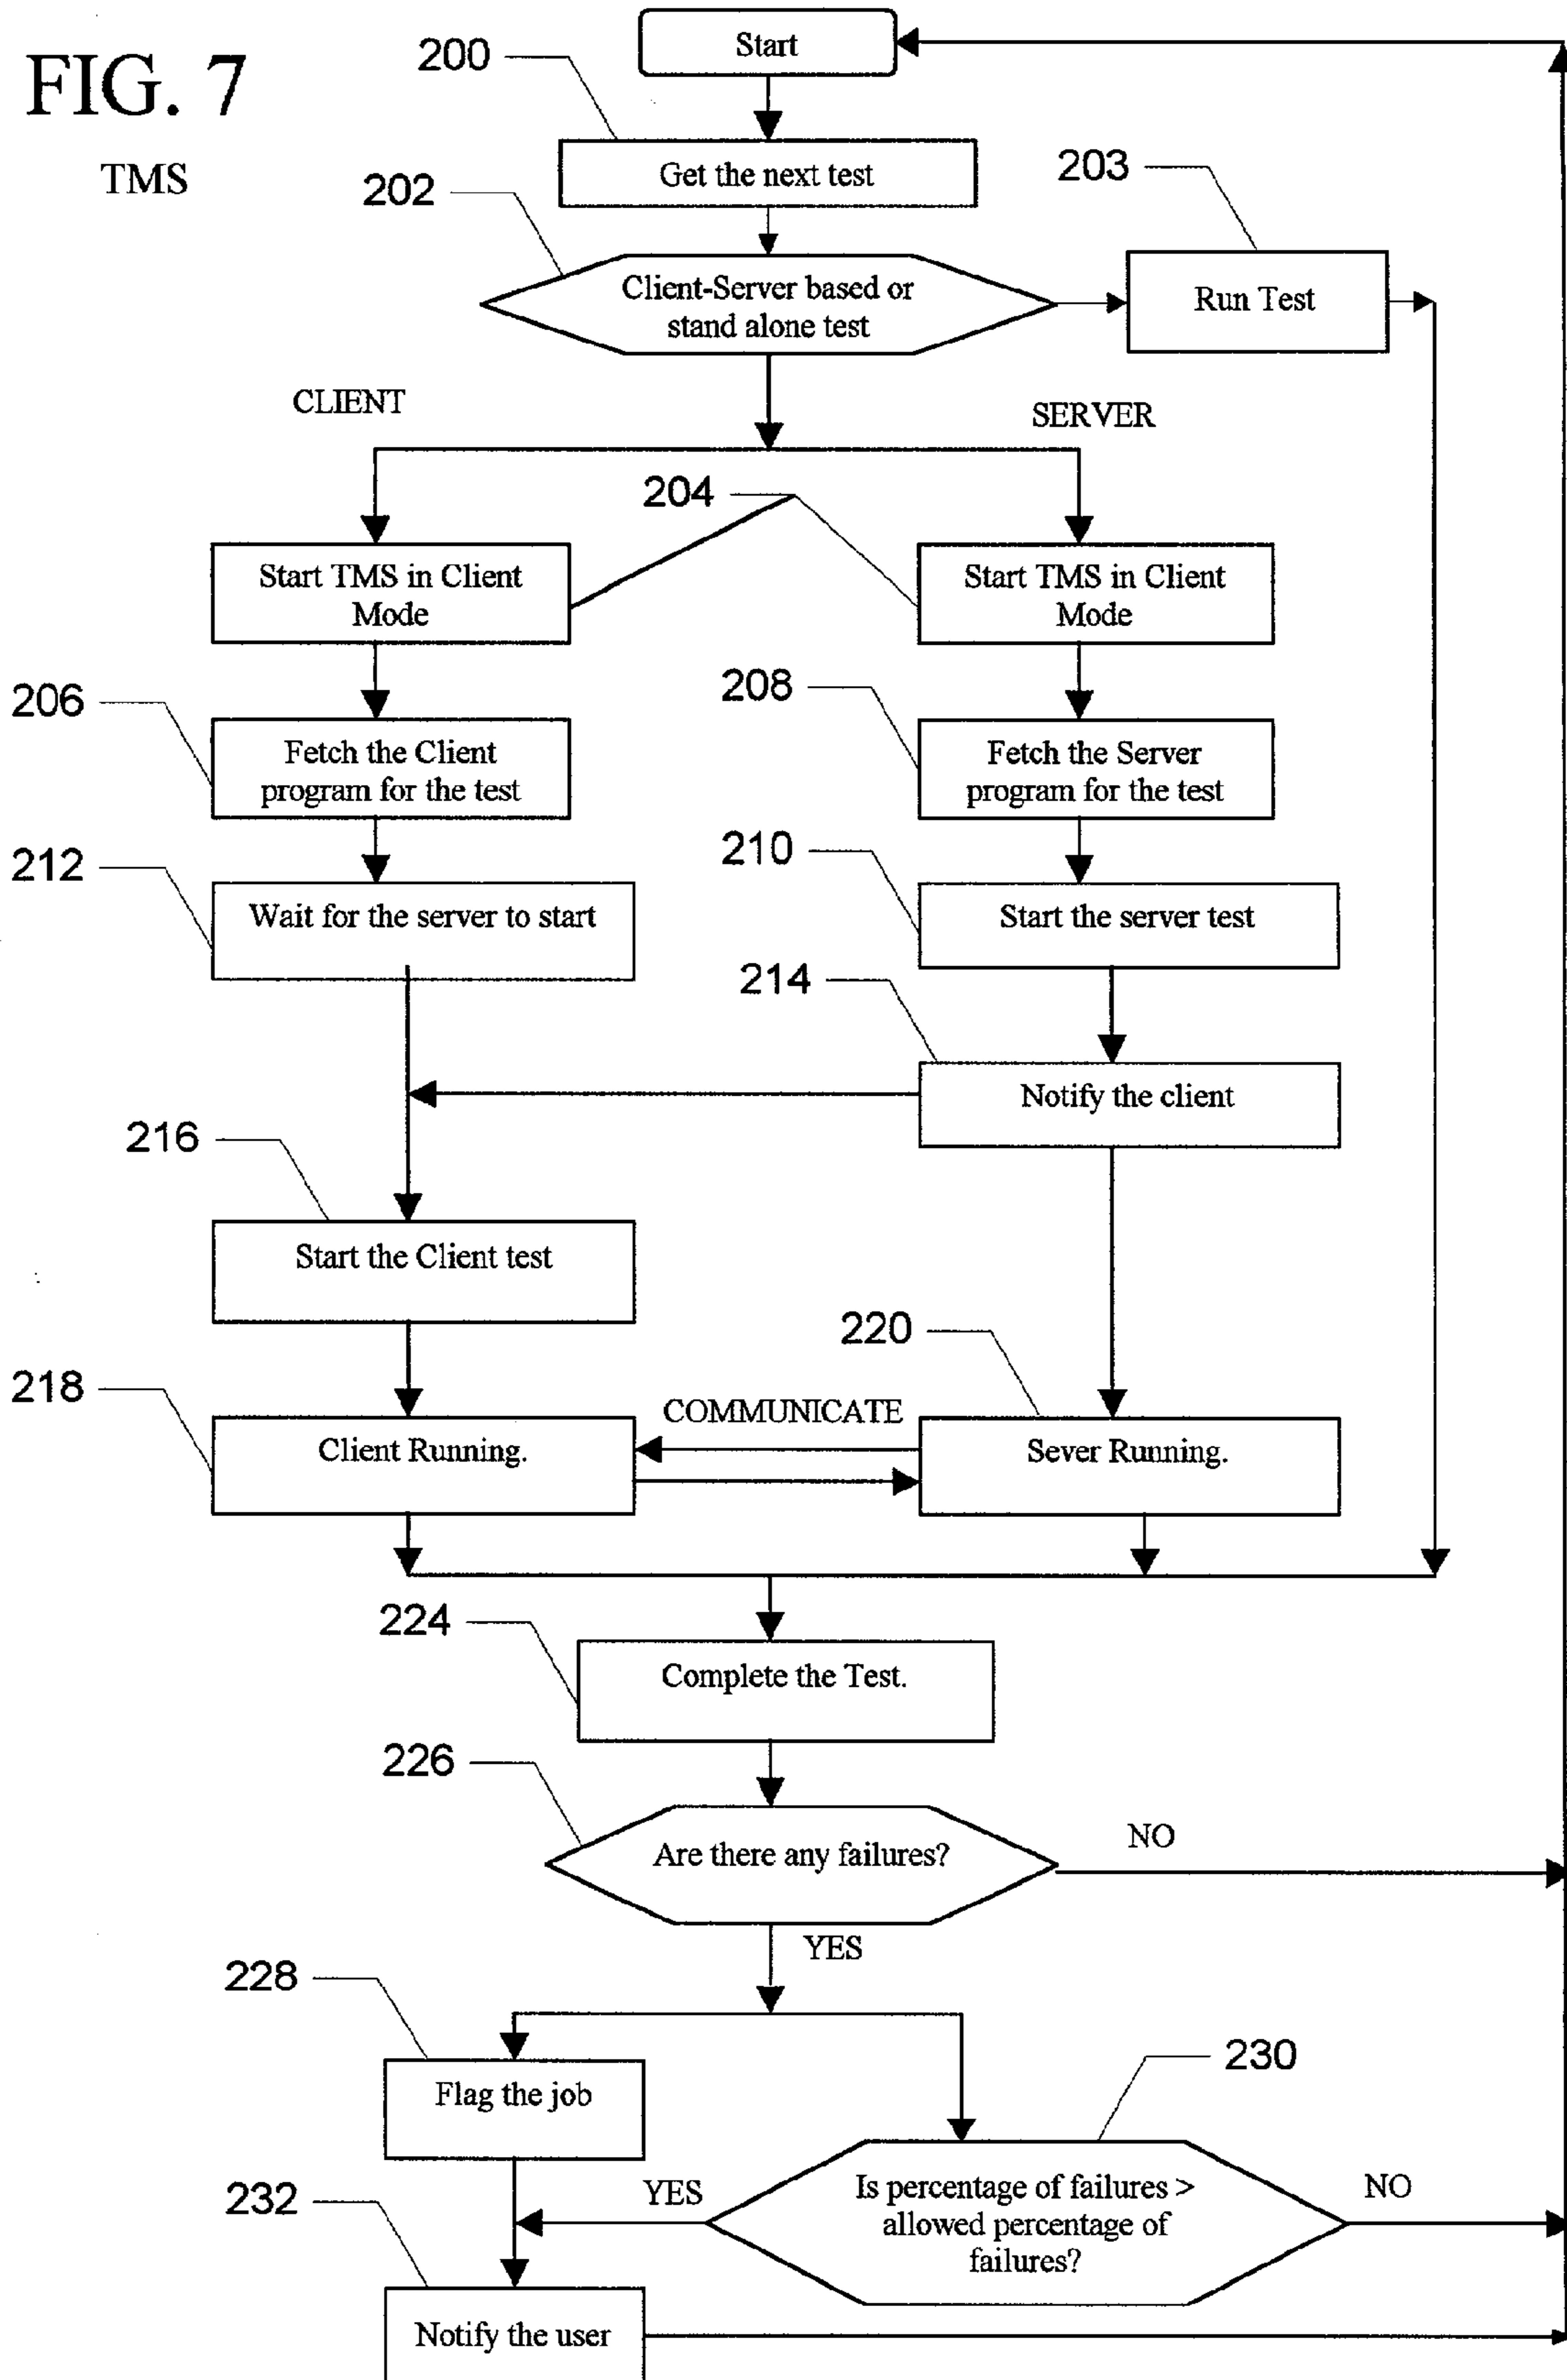 FIG. 7
TMS
Start
200
Get the next test
202
203
Client-Server based or
stand alone test
Run Test
CLIENT
SERVER
204
Start TMS in Client
Mode
Start TMS in Client
Mode
206
208
Fetch the Client
program for the test
Fetch the Server
program for the test
212
210
Wait for the server to start
Start the server test
214
Notify the client
216
Start the Client test
220
218
COMMUNICATE
Client Running.
Sever Running.
224
Complete the Test.
226
Are there any failures?
NO
YES
228
230
Flag the job
232
YES
Is percentage of failures >
allowed percentage of
failures?
NO
Notify the user